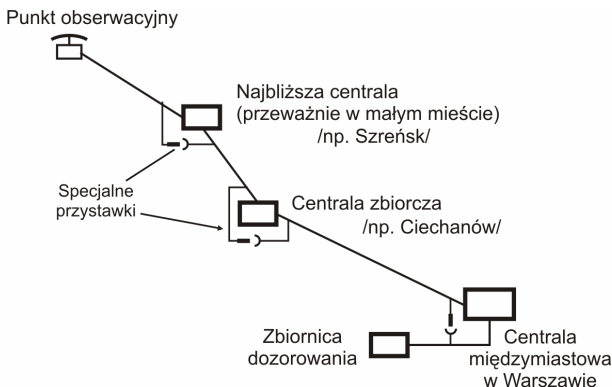 Punkt obserwacyjny
Najbliższa centrala
(przeważnie w małym mieście)
/np. Szreńsk/
Specjalne
przystawki
Centrala zbiorcza
/np. Ciechanów/
Zbiornica
dozorowania
Centrala
międzymiastowa
w Warszawie